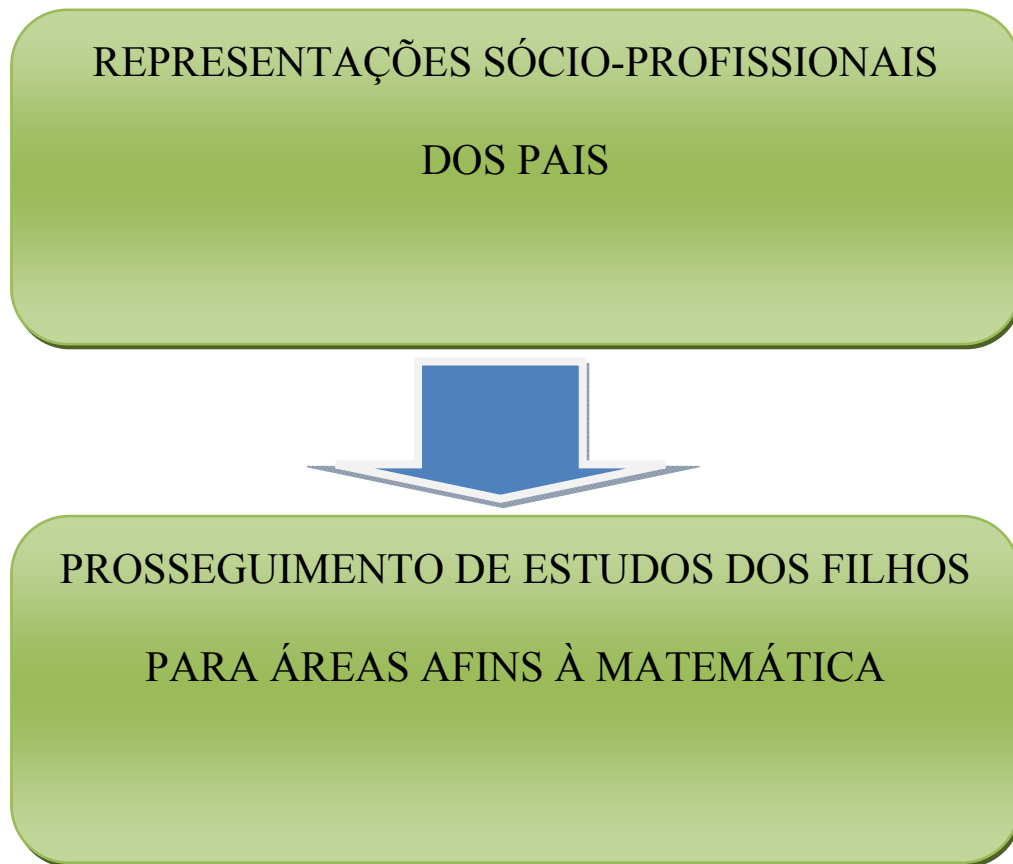 REPRESENTAÇÕES SÓCIO-PROFISSIONAIS
DOS PAIS
PROSSEGUIMENTO DE ESTUDOS DOS FILHOS
PARA ÁREAS AFINS À MATEMÁTICA